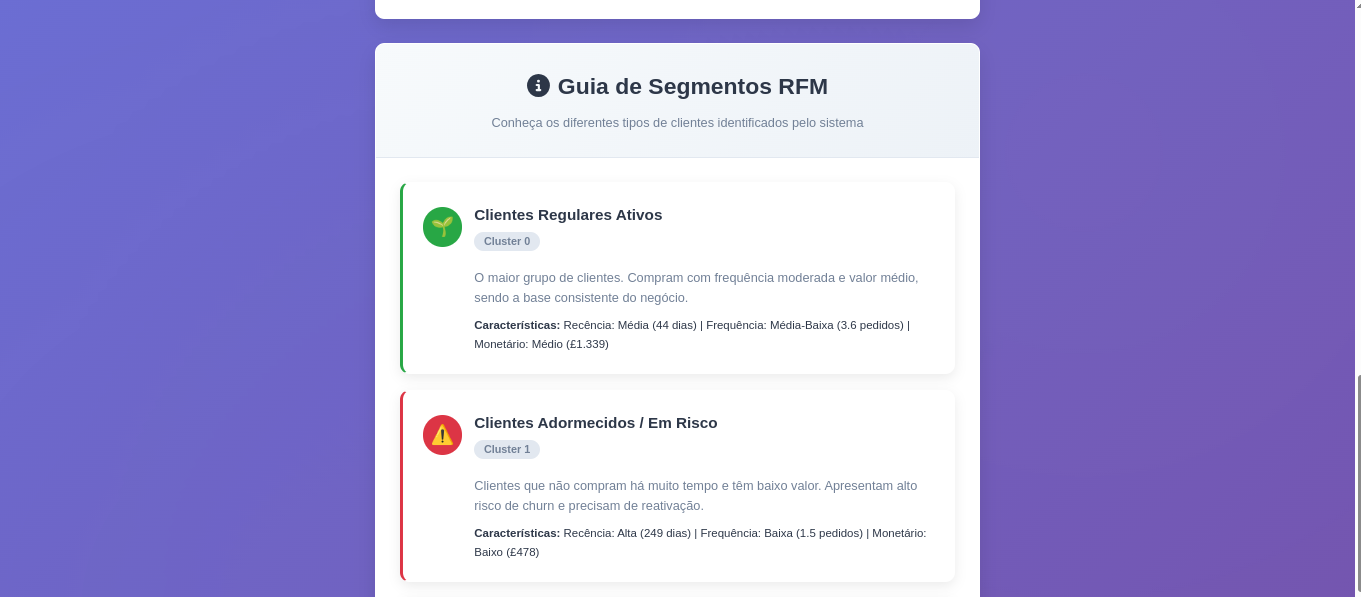 Guia de Segmentos RFM
Conheça os diferentes tipos de clientes identificados pelo sistema
Clientes Regulares Ativos
Cluster 0
O maior grupo de clientes. Compram com frequência moderada e valor médio,
sendo a base consistente do negócio.
Características: Recência: Média (44 dias) | Frequência: Média-Baixa (3.6 pedidos) |
Monetário: Médio (£1.339)
Clientes Adormecidos / Em Risco
Cluster 1
Clientes que não compram há muito tempo e têm baixo valor. Apresentam alto
risco de churn e precisam de reativação.
Características: Recência: Alta (249 dias) | Frequência: Baixa (1.5 pedidos) | Monetário:
Baixo (£478)